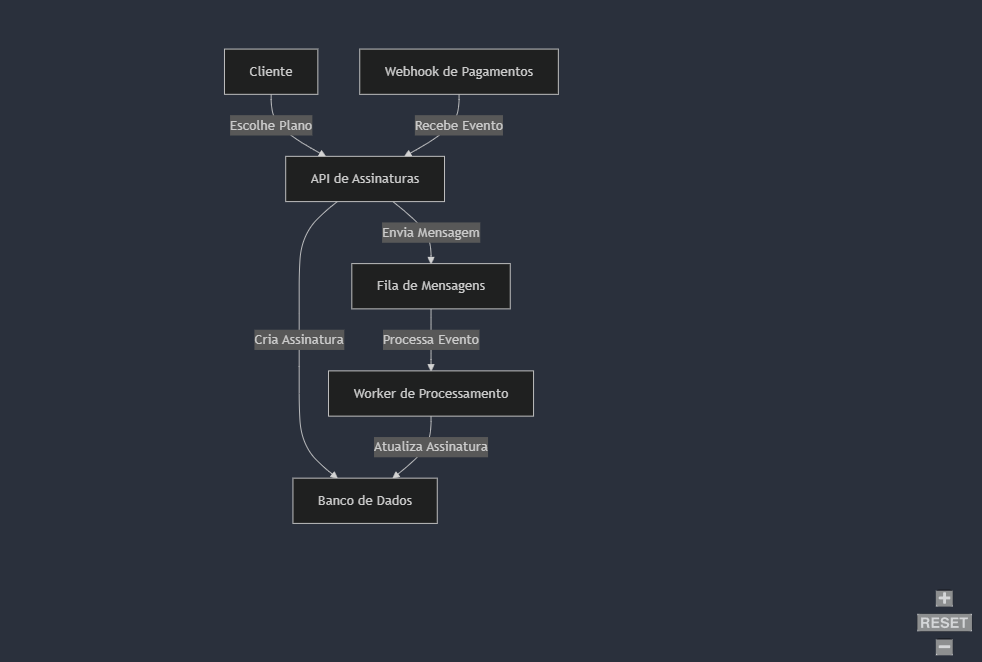 Cliente
Webhook de Pagamentos
Escolhe Plano
Recebe Evento
API de Assinaturas
Envia Mensagem
Fila de Mensagens
Cria Assinatura
Processa Evento
Worker de Processamento
Atualiza Assinatura
Banco de Dados
+
RESET
−